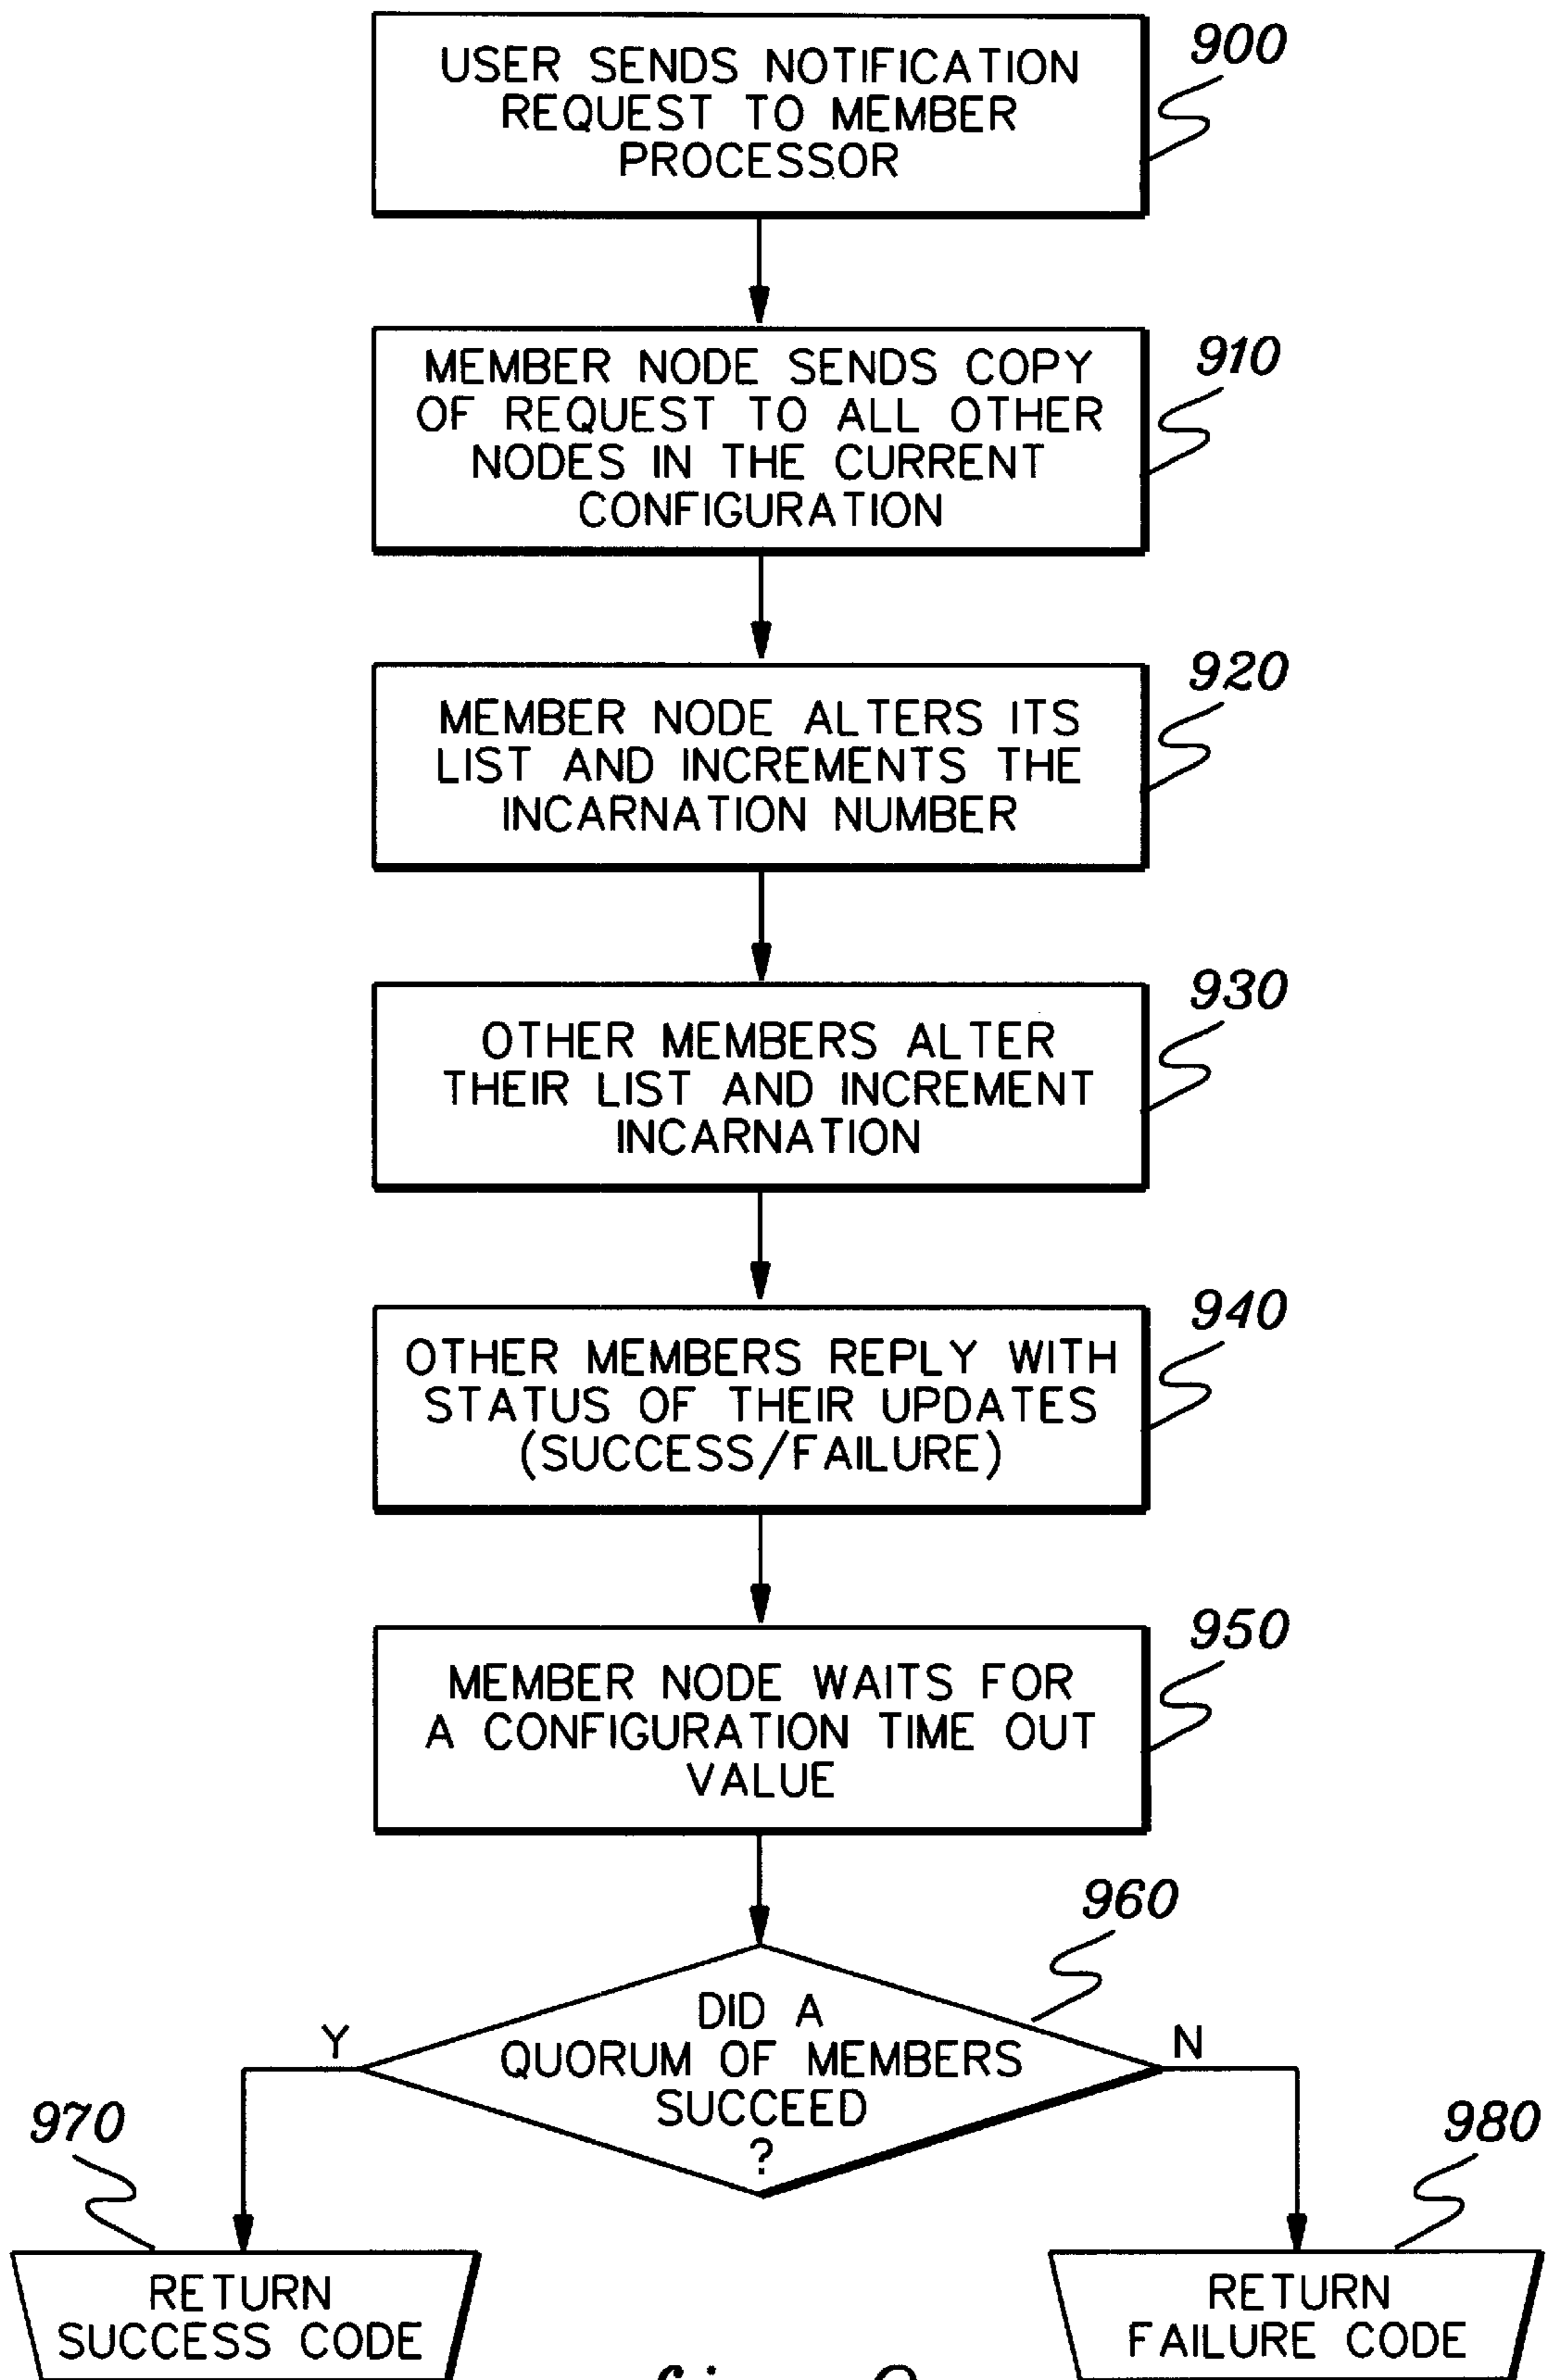 USER SENDS NOTIFICATION
REQUEST TO MEMBER
PROCESSOR
900
MEMBER NODE SENDS COPY
OF REQUEST TO ALL OTHER
NODES IN THE CURRENT
CONFIGURATION
910
MEMBER NODE ALTERS ITS
LIST AND INCREMENTS THE
INCARNATION NUMBER
920
OTHER MEMBERS ALTER
THEIR LIST AND INCREMENT
INCARNATION
930
OTHER MEMBERS REPLY WITH
STATUS OF THEIR UPDATES
(SUCCESS/FAILURE)
940
MEMBER NODE WAITS FOR
A CONFIGURATION TIME OUT
VALUE
950
960
DID A
QUORUM OF MEMBERS
SUCCEED
?
Y
N
970
RETURN
SUCCESS CODE
980
RETURN
FAILURE CODE